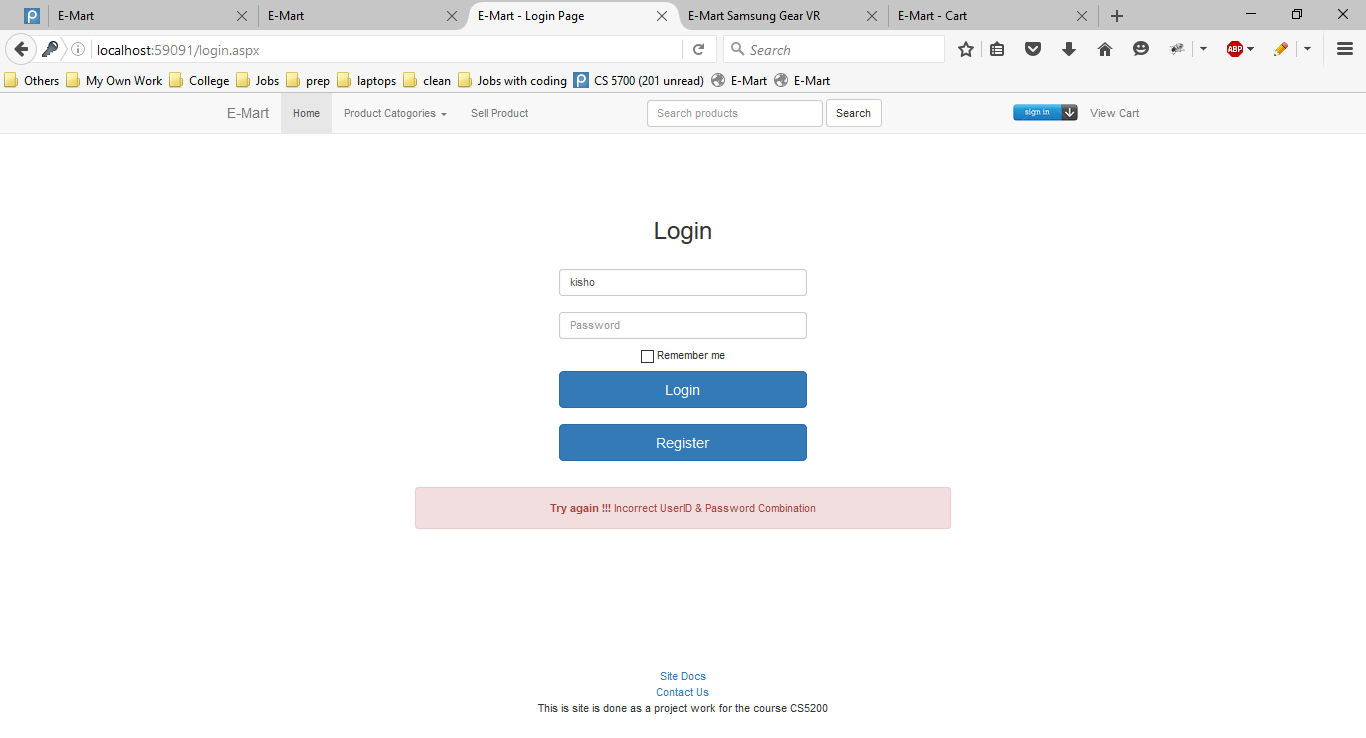 E-Mart E-Mart E-Mart - Login Page E-Mart Samsung Gear VR E-Mart - Cart
localhost:59091/login.aspx Search ABP
Others My Own Work College Jobs prep laptops clean Jobs with coding CS 5700 (201 unread) E-Mart E-Mart
E-Mart Home Product Catogories Sell Product Search products Search sign in View Cart
Login
kisho
Password
Remember me
Login
Register
Try again !!! Incorrect UserID & Password Combination
Site Docs
Contact Us
This is site is done as a project work for the course CS5200